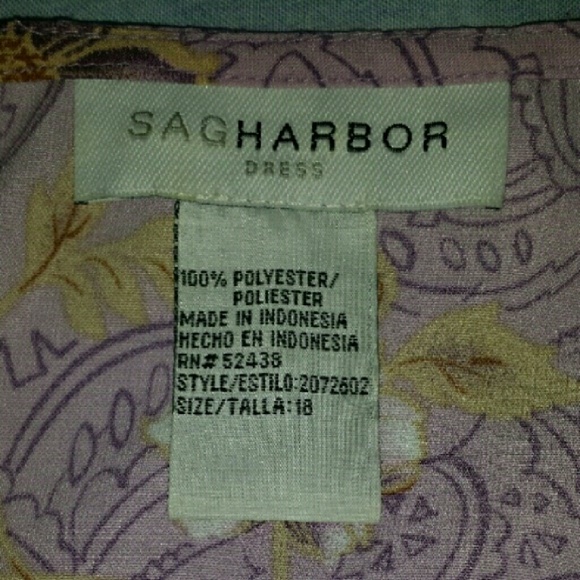 SAGHARBOR
DRESS
100% POLYESTER/
POLIESTER
MADE IN INDONESIA
HECHO EN INDONESIA
RN# 52438
STYLE/ESTILO:2072602
SIZE/TALLA:18